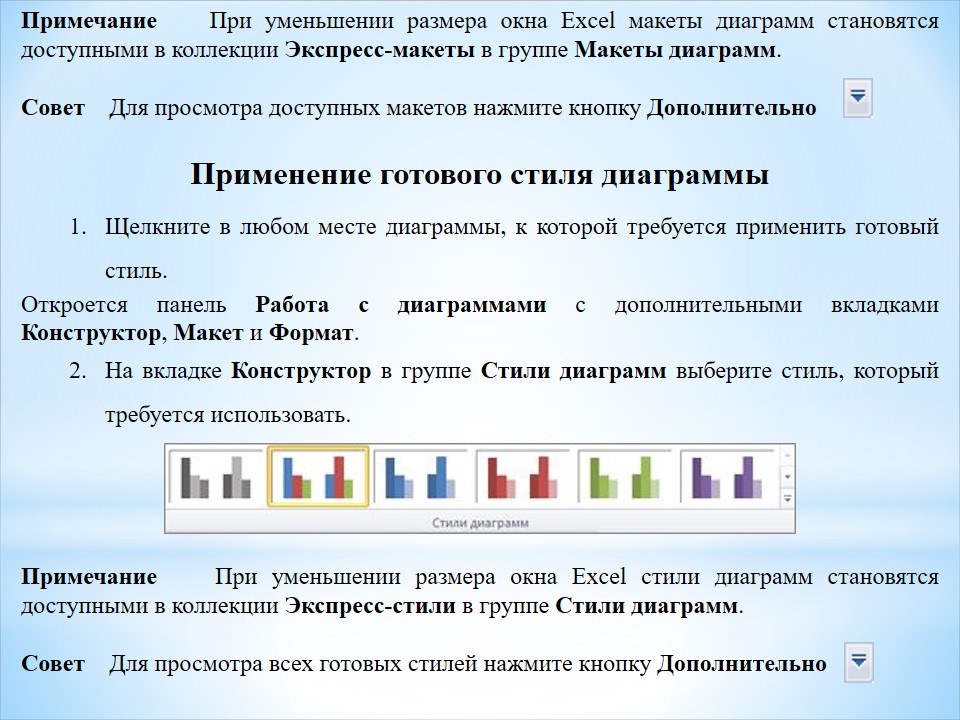 Примечание При уменьшении размера окна Excel макеты диаграмм становятся
доступными в коллекции Экспресс-макеты в группе Макеты диаграмм.
Совет Для просмотра доступных макетов нажмите кнопку Дополнительно
Применение готового стиля диаграммы
1. Щелкните в любом месте диаграммы, к которой требуется применить готовый
стиль.
Откроется панель Работа с диаграммами с дополнительными вкладками
Конструктор, Макет и Формат.
2. На вкладке Конструктор в группе Стили диаграмм выберите стиль, который
требуется использовать.
Стили диаграмм
Примечание При уменьшении размера окна Excel стили диаграмм становятся
доступными в коллекции Экспресс-стили в группе Стили диаграмм.
Совет Для просмотра всех готовых стилей нажмите кнопку Дополнительно